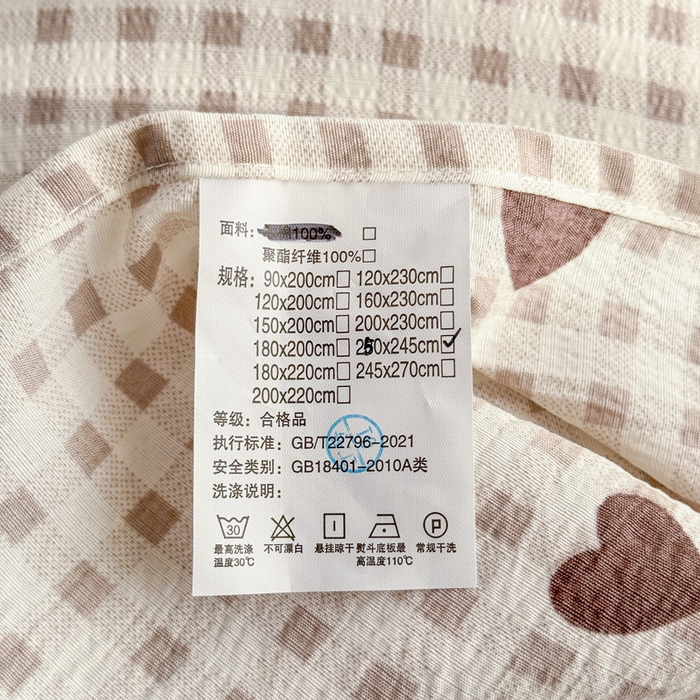 面料: 100% □
聚酯纤维100%□
规格: 90x200cm□ 120x230cm□
120x200cm□ 160x230cm□
150x200cm□ 200x230cm□
180x200cm□ 250x245cm☑
180x220cm□ 245x270cm□
200x220cm□
等级: 合格品
执行标准: GB/T22796-2021
安全类别: GB18401-2010A类
洗涤说明:
30 P
最高洗涤 不可漂白 悬挂晾干 熨斗底板最 常规干洗
温度30℃ 高温度110℃